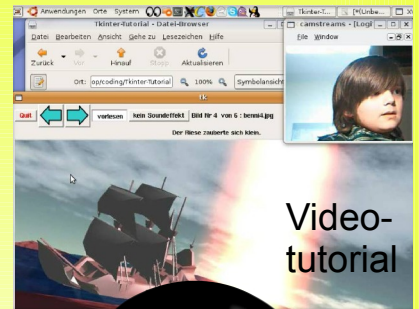 Anwendungen Orte System
Tkinter-T...
[*(Unbe...
Tkinter-Tutorial - Datei-Browser
camstreams - [Logi
Datei Bearbeiten Ansicht Gehe zu Lesezeichen Hilfe
File Window
Zurück Vor Hinauf Stopp Aktualisieren
Ort: op/coding/Tkinter-Tutorial 100% Symbolansicht
tk
Quit vorlesen kein Soundeffekt Bild Nr 4 von 6 : benni4.jpg
Der Riese zauberte sich klein.
Video-
tutorial